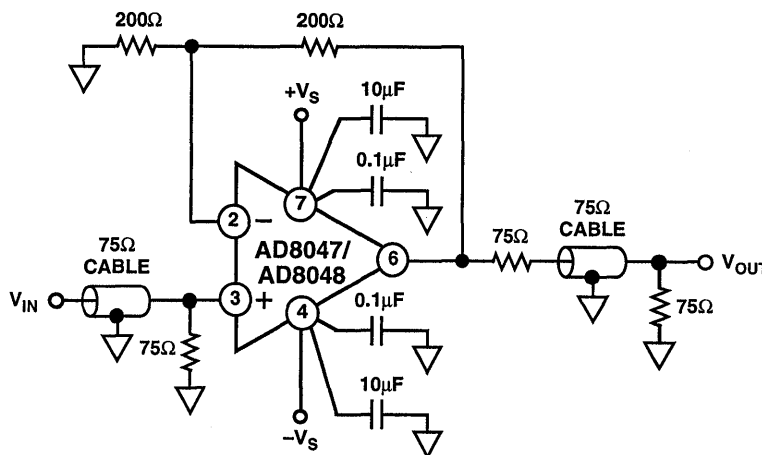 200Ω
200Ω
+VS
10µF
0.1µF
7
2
−
75Ω
CABLE
AD8047/
AD8048
6
75Ω
75Ω
CABLE
VOUT
VIN
3
+
4
0.1µF
75Ω
75Ω
10µF
−VS